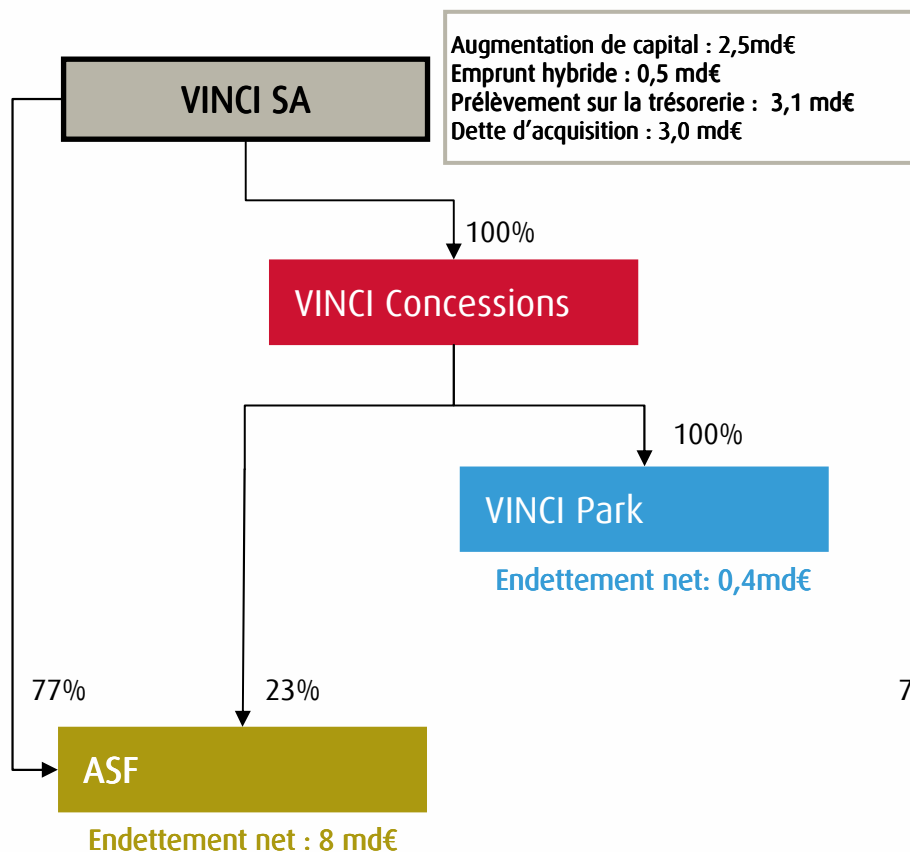 Augmentation de capital : 2,5md€
Emprunt hybride : 0,5 md€
Prélèvement sur la trésorerie :  3,1 md€
Dette d'acquisition : 3,0 md€
VINCI SA
100%
VINCI Concessions
100%
VINCI Park
Endettement net: 0,4md€
77%
23%
7
ASF
Endettement net : 8 md€